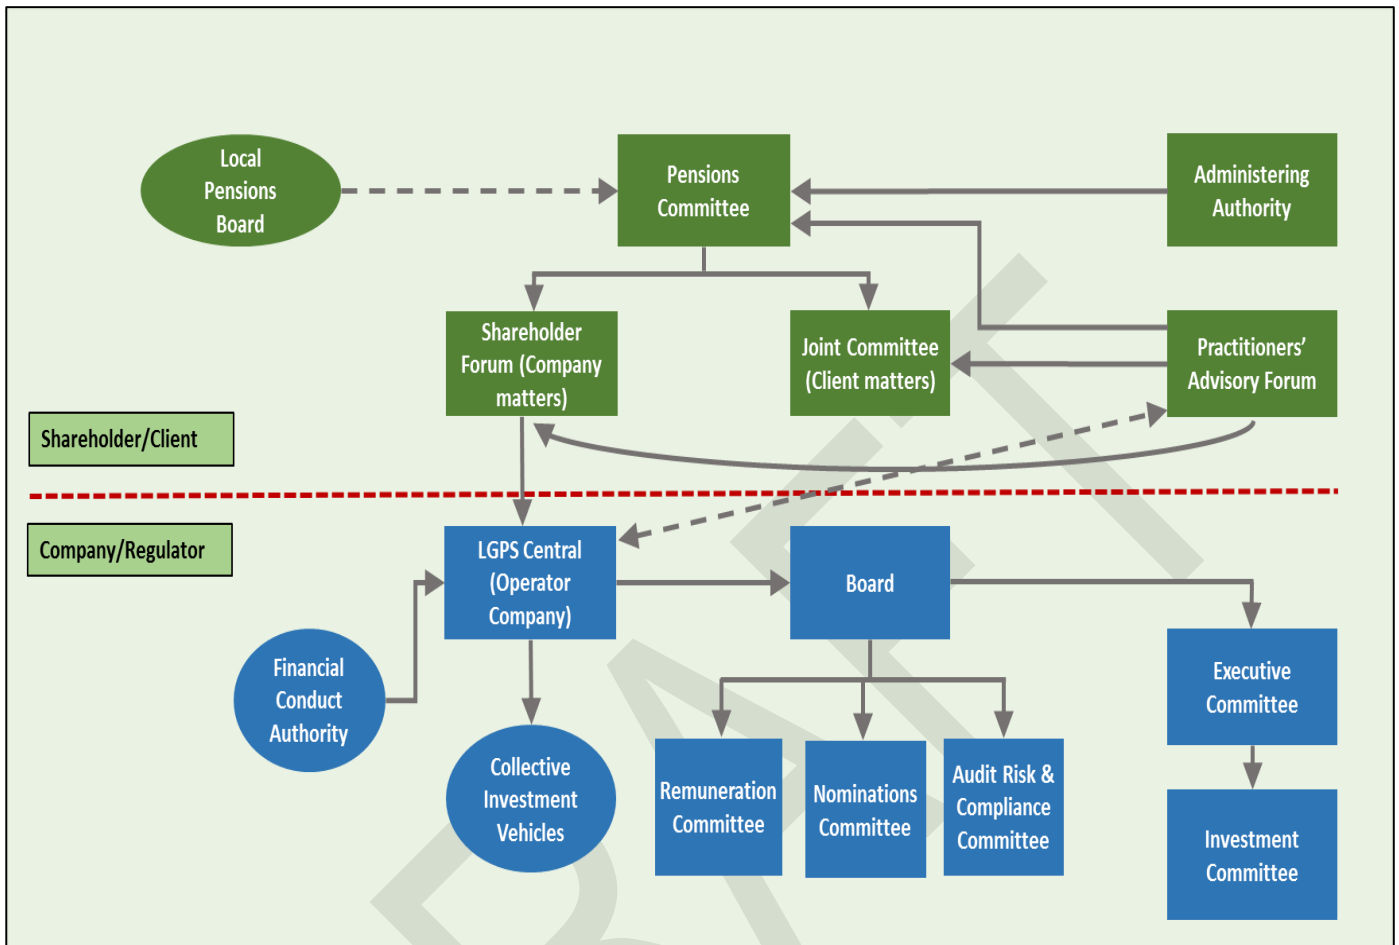 Local
Pensions
Board
Pensions
Committee
Administering
Authority
Shareholder
Forum (Company
matters)
Joint Committee
(Client matters)
Practitioners’
Advisory Forum
Shareholder/Client
Company/Regulator
LGPS Central
(Operator
Company)
Board
Financial
Conduct
Authority
Executive
Committee
Collective
Investment
Vehicles
Remuneration
Committee
Nominations
Committee
Audit Risk &
Compliance
Committee
Investment
Committee
DRAFT